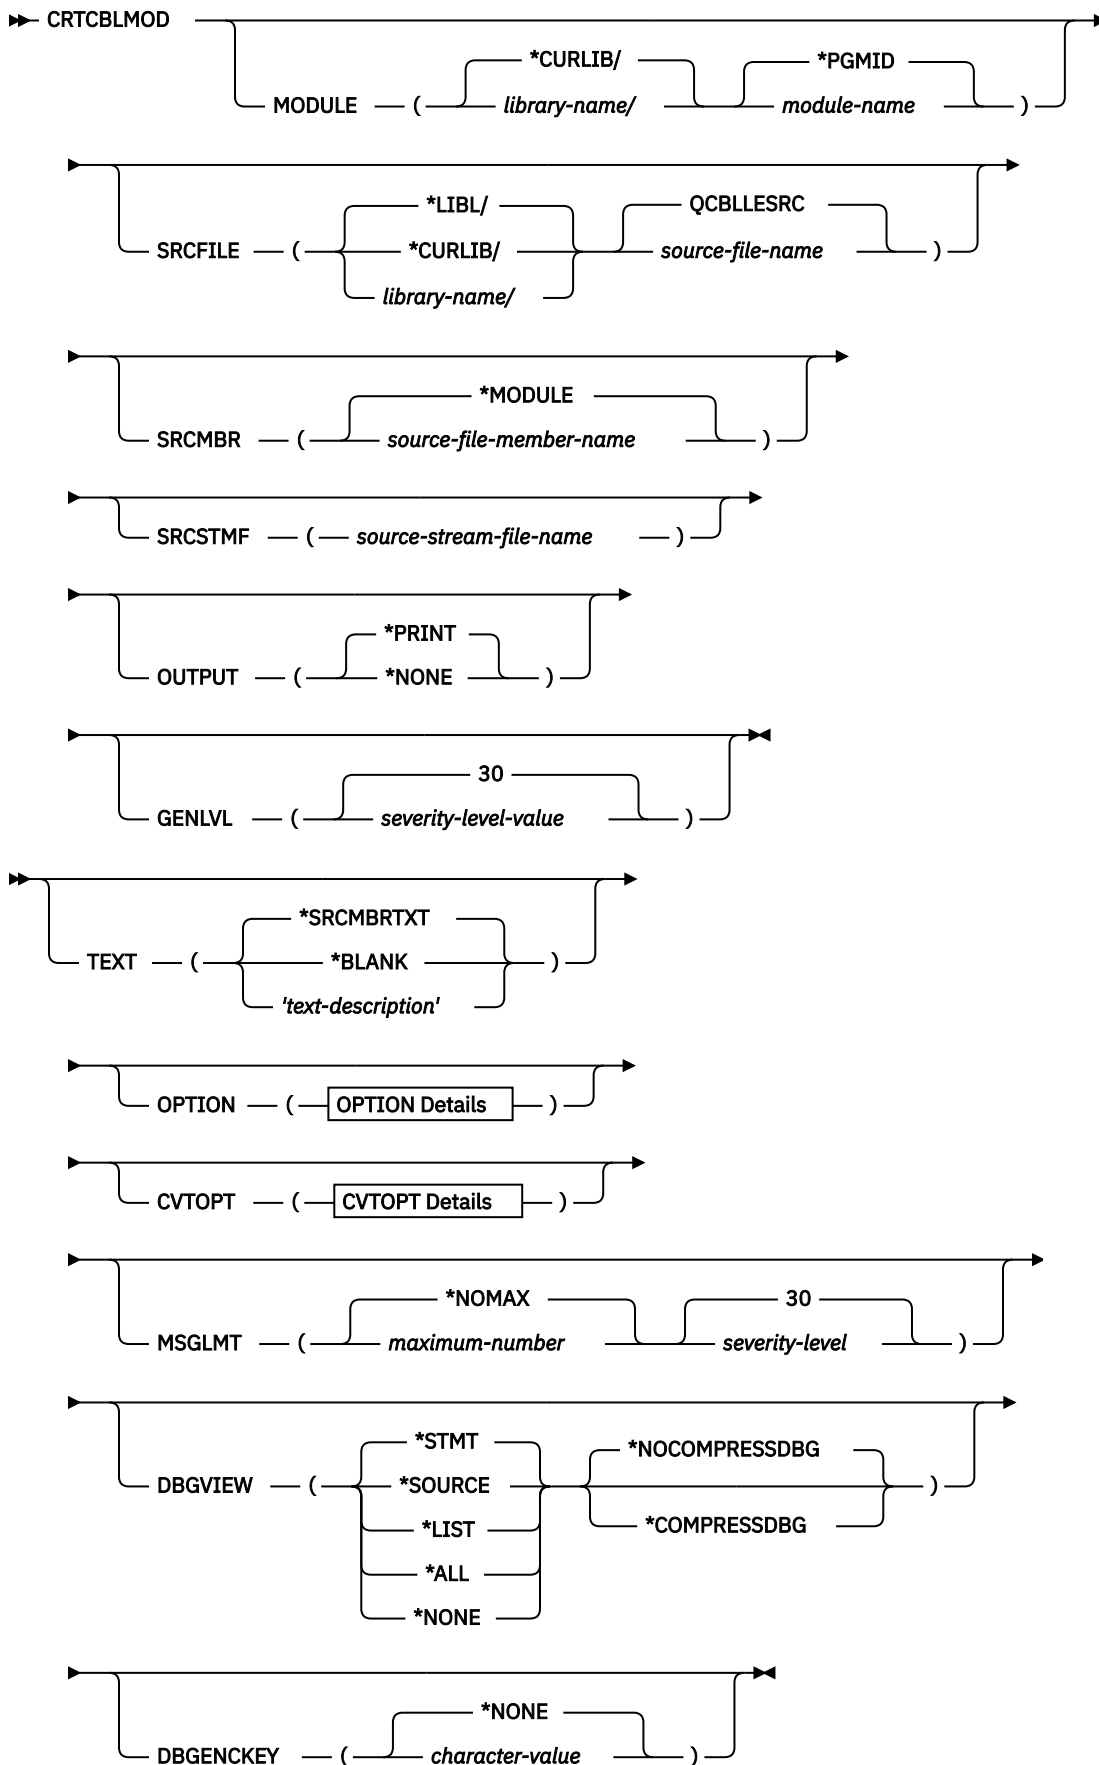 CRTCBLMOD
*CURLIB/ *PGMID
MODULE ( library-name/ module-name )
*LIBL/ QCBLLESRC
SRCFILE ( *CURLIB/ source-file-name )
library-name/
*MODULE
SRCMBR ( source-file-member-name )
SRCSTMF ( source-stream-file-name )
*PRINT
OUTPUT ( *NONE )
30
GENLVL ( severity-level-value )
*SRCMBRTXT
TEXT ( *BLANK )
'text-description'
OPTION ( OPTION Details )
CVTOPT ( CVTOPT Details )
*NOMAX 30
MSGLMT ( maximum-number severity-level )
*STMT *NOCOMPRESSDBG
DBGVIEW ( *SOURCE )
*LIST *COMPRESSDBG
*ALL
*NONE
*NONE
DBGENCKEY ( character-value )